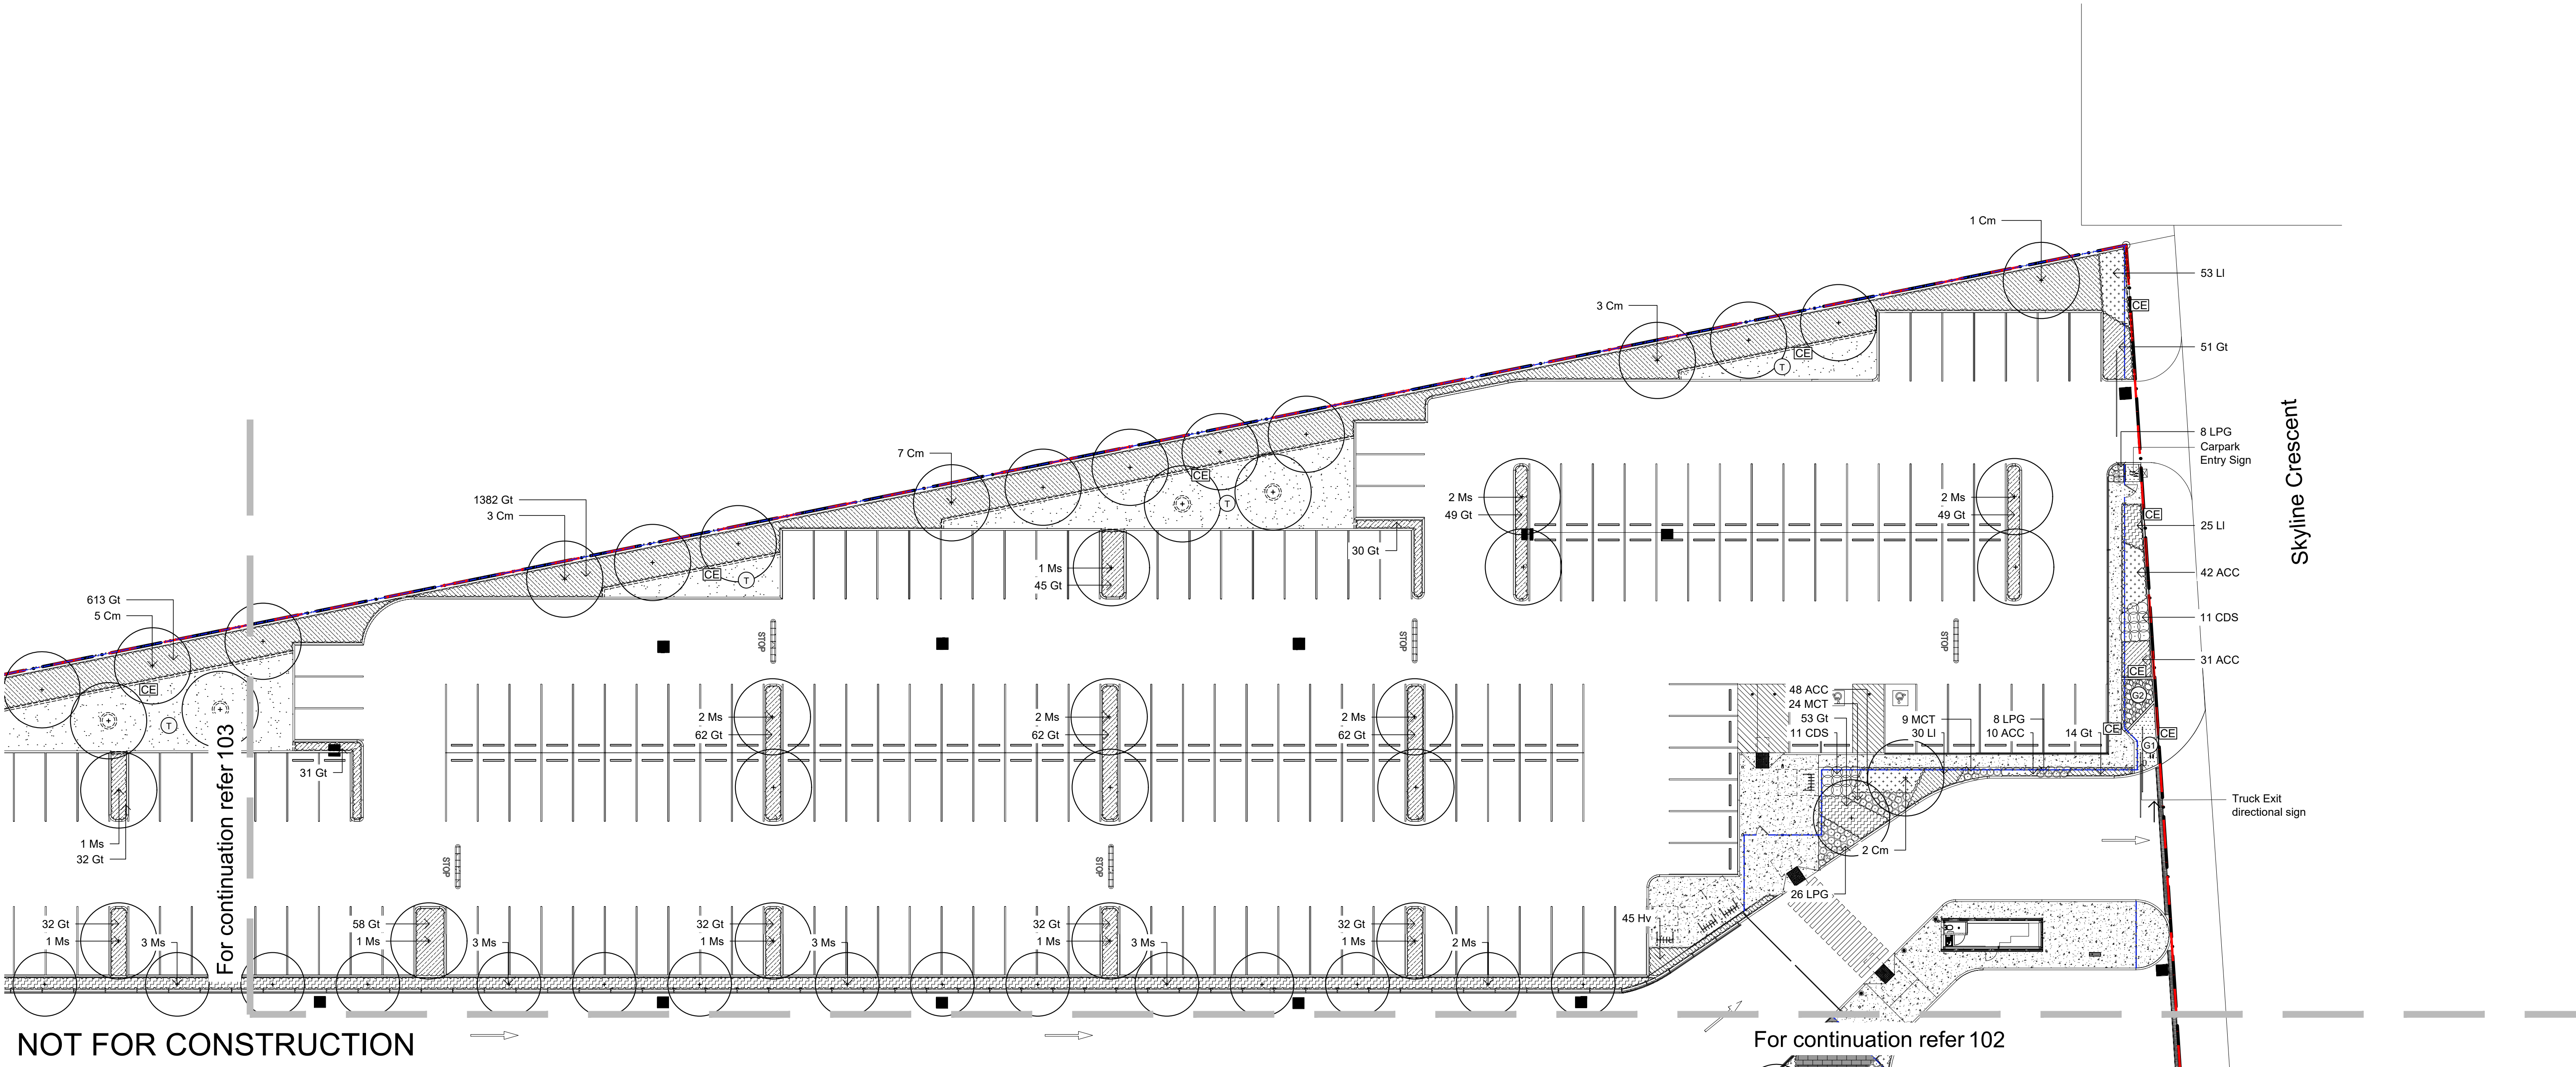 1 Cm
53 LI
3 Cm
CE
CE
T
51 Gt
8 LPG
Carpark
Entry Sign
Skyline Crescent
7 Cm
CE
T
1382 Gt
3 Cm
2 Ms
49 Gt
2 Ms
49 Gt
CE
25 LI
30 Gt
1 Ms
45 Gt
CE
T
42 ACC
613 Gt
5 Cm
11 CDS
STOP
STOP
STOP
31 ACC
CE
CE
T
G2
48 ACC
24 MCT
53 Gt
11 CDS
9 MCT
30 LI
8 LPG
10 ACC
14 Gt
CE
CE
G1
2 Ms
62 Gt
2 Ms
62 Gt
2 Ms
62 Gt
31 Gt
For continuation refer 103
Truck Exit
directional sign
1 Ms
32 Gt
STOP
STOP
2 Cm
26 LPG
32 Gt
1 Ms
3 Ms
58 Gt
1 Ms
3 Ms
32 Gt
1 Ms
3 Ms
32 Gt
1 Ms
3 Ms
32 Gt
1 Ms
2 Ms
45 Hv
NOT FOR CONSTRUCTION
For continuation refer 102